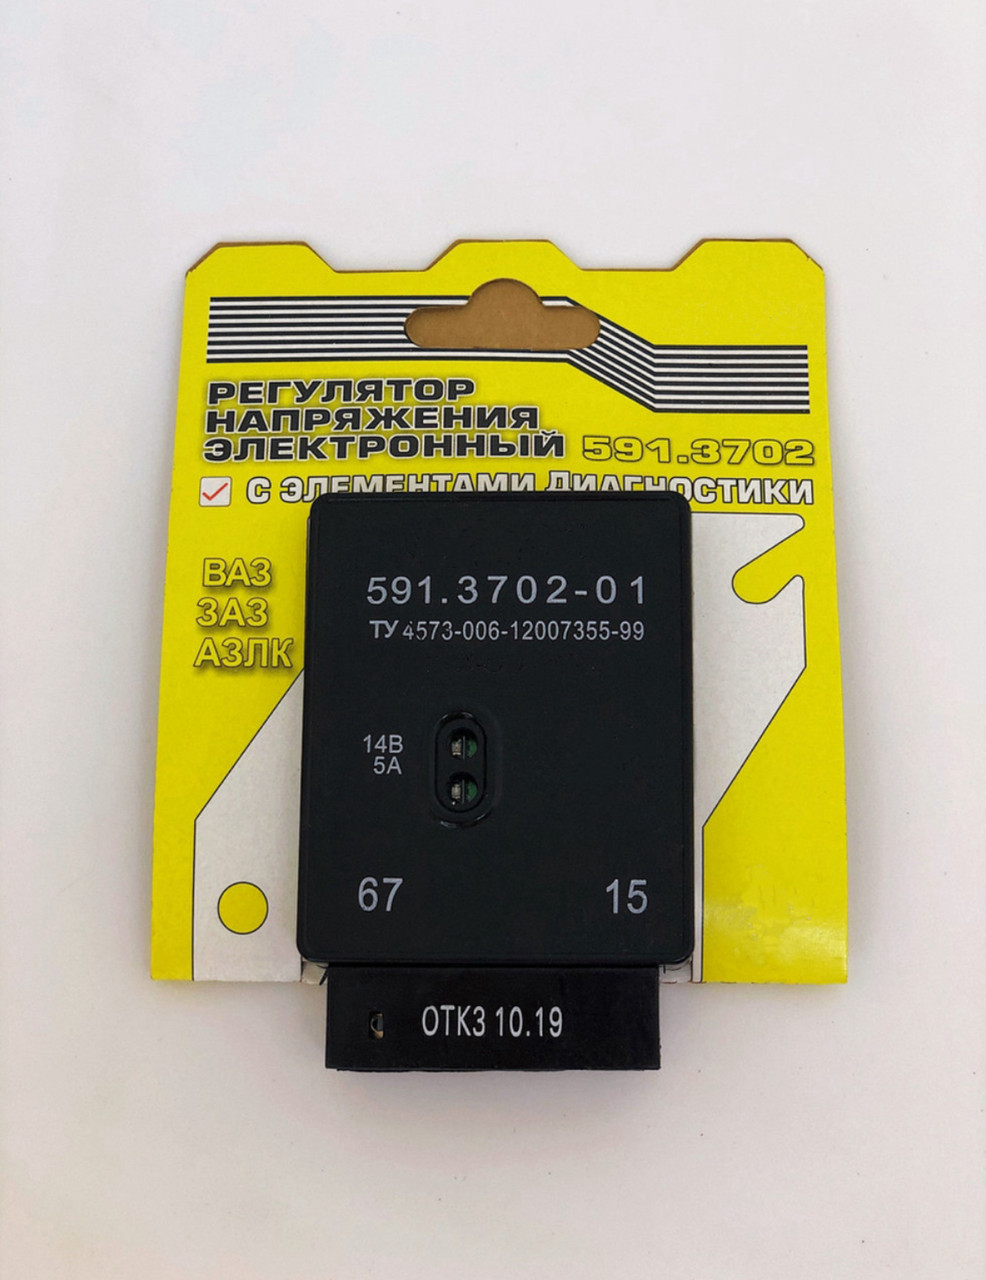 РЕГУЛЯТОР
НАПРЯЖЕНИЯ
ЭЛЕКТРОННЫЙ 591.3702
С ЭЛЕМЕНТАМИ ДИАГНОСТИКИ
ВАЗ
ЗАЗ
АЗЛК
591.3702-01
ТУ 4573-006-12007355-99
14В
5А
67 15
ОТК3 10.19